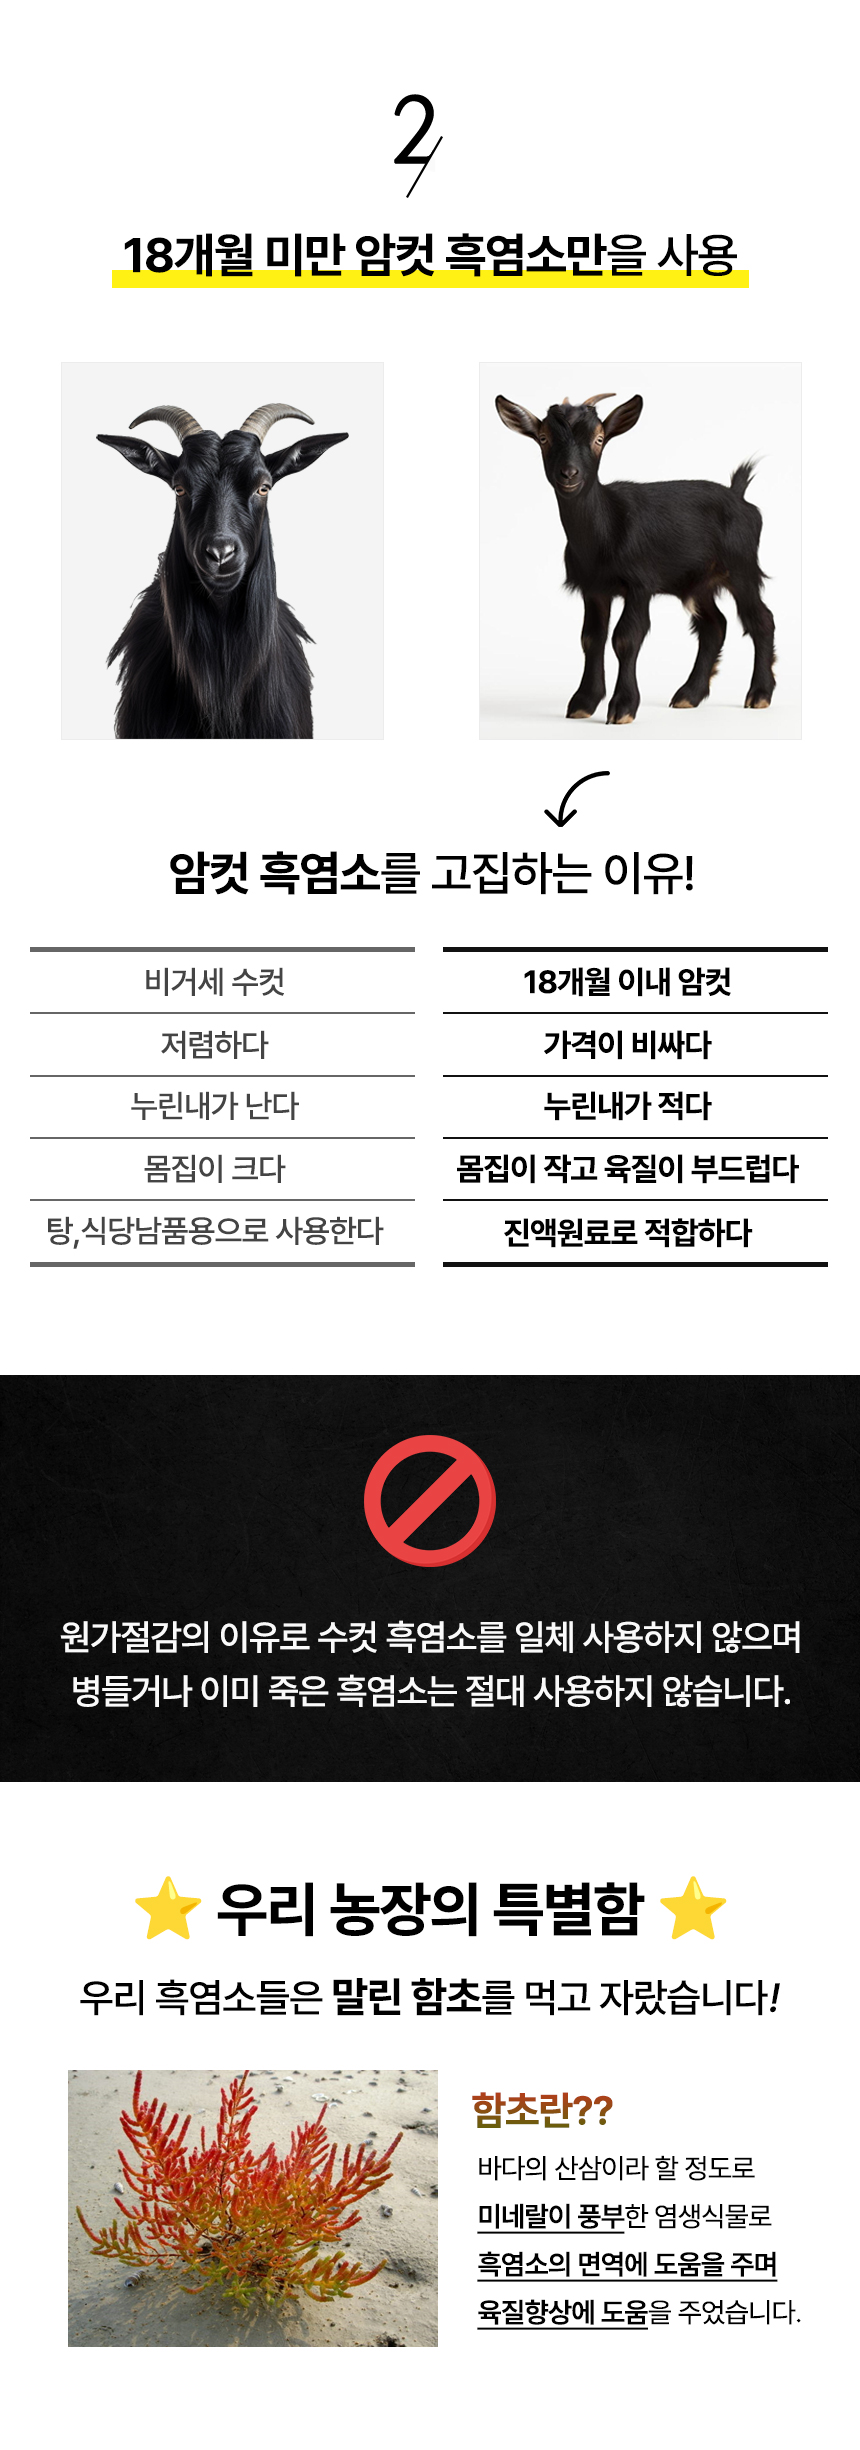 2
18개월 미만 암컷 흑염소만을 사용
암컷 흑염소를 고집하는 이유!
비거세 수컷
저렴하다
누린내가 난다
몸집이 크다
탕,식당남품용으로 사용한다
18개월 이내 암컷
가격이 비싸다
누린내가 적다
몸집이 작고 육질이 부드럽다
진액원료로 적합하다
원가절감의 이유로 수컷 흑염소를 일체 사용하지 않으며
병들거나 이미 죽은 흑염소는 절대 사용하지 않습니다.
우리 농장의 특별함
우리 흑염소들은 말린 함초를 먹고 자랐습니다!
함초란??
바다의 산삼이라 할 정도로
미네랄이 풍부한 염생식물로
흑염소의 면역에 도움을 주며
육질향상에 도움을 주었습니다.